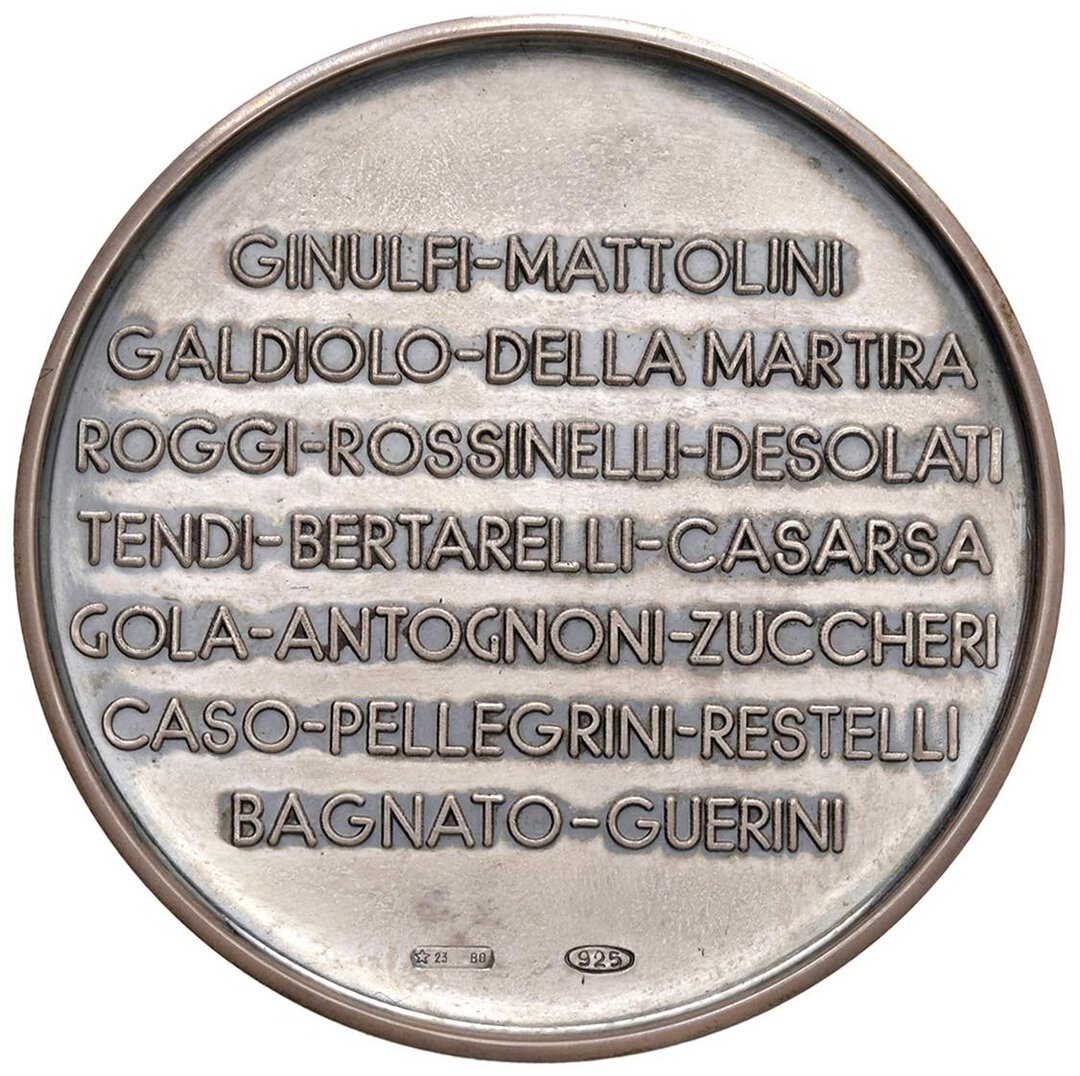 GINULFI-MATTOLINI
GALDIOLO-DELLA MARTIRA
ROGGI-ROSSINELLI-DESOLATI
TENDI-BERTARELLI-CASARSA
GOLA-ANTOGNONI-ZUCCHERI
CASO-PELLEGRINI-RESTELLI
BAGNATO-GUERINI
☆ 23 BO 925